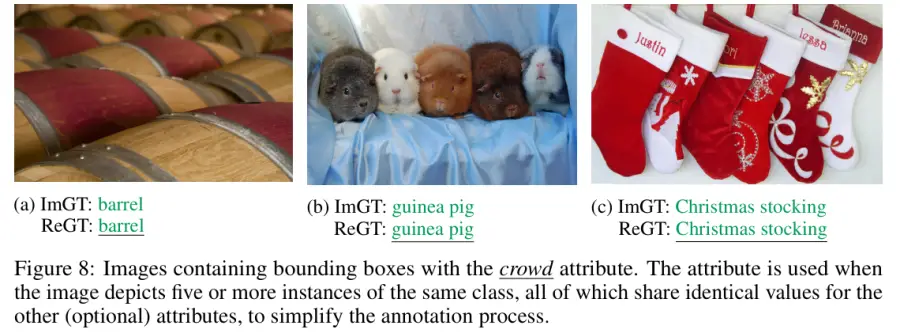 Justin
Jessa
Brianna
(a) ImGT: barrel
ReGT: barrel
(b) ImGT: guinea pig
ReGT: guinea pig
(c) ImGT: Christmas stocking
ReGT: Christmas stocking
Figure 8: Images containing bounding boxes with the crowd attribute. The attribute is used when
the image depicts five or more instances of the same class, all of which share identical values for the
other (optional) attributes, to simplify the annotation process.